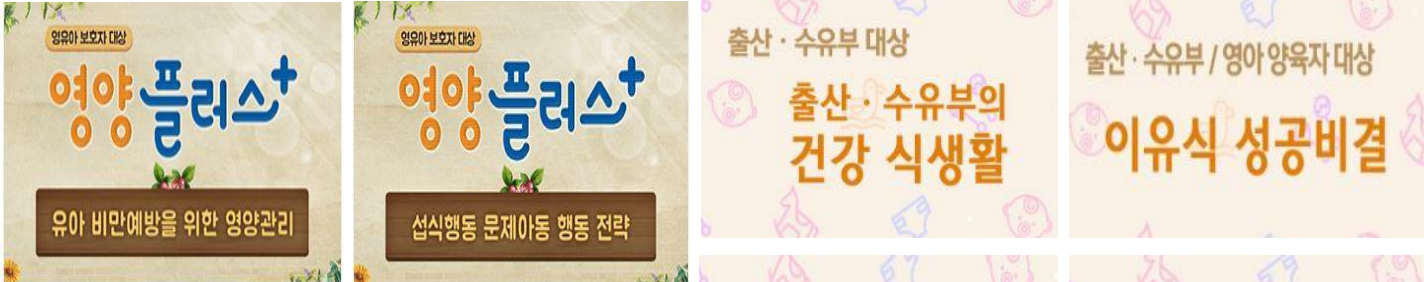 영유아 보호자 대상
영양플러스+
유아 비만예방을 위한 영양관리
영유아 보호자 대상
영양플러스+
섭식행동 문제아동 행동 전략
출산 · 수유부 대상
출산 · 수유부의
건강 식생활
출산 · 수유부 / 영아 양육자 대상
이유식 성공비결